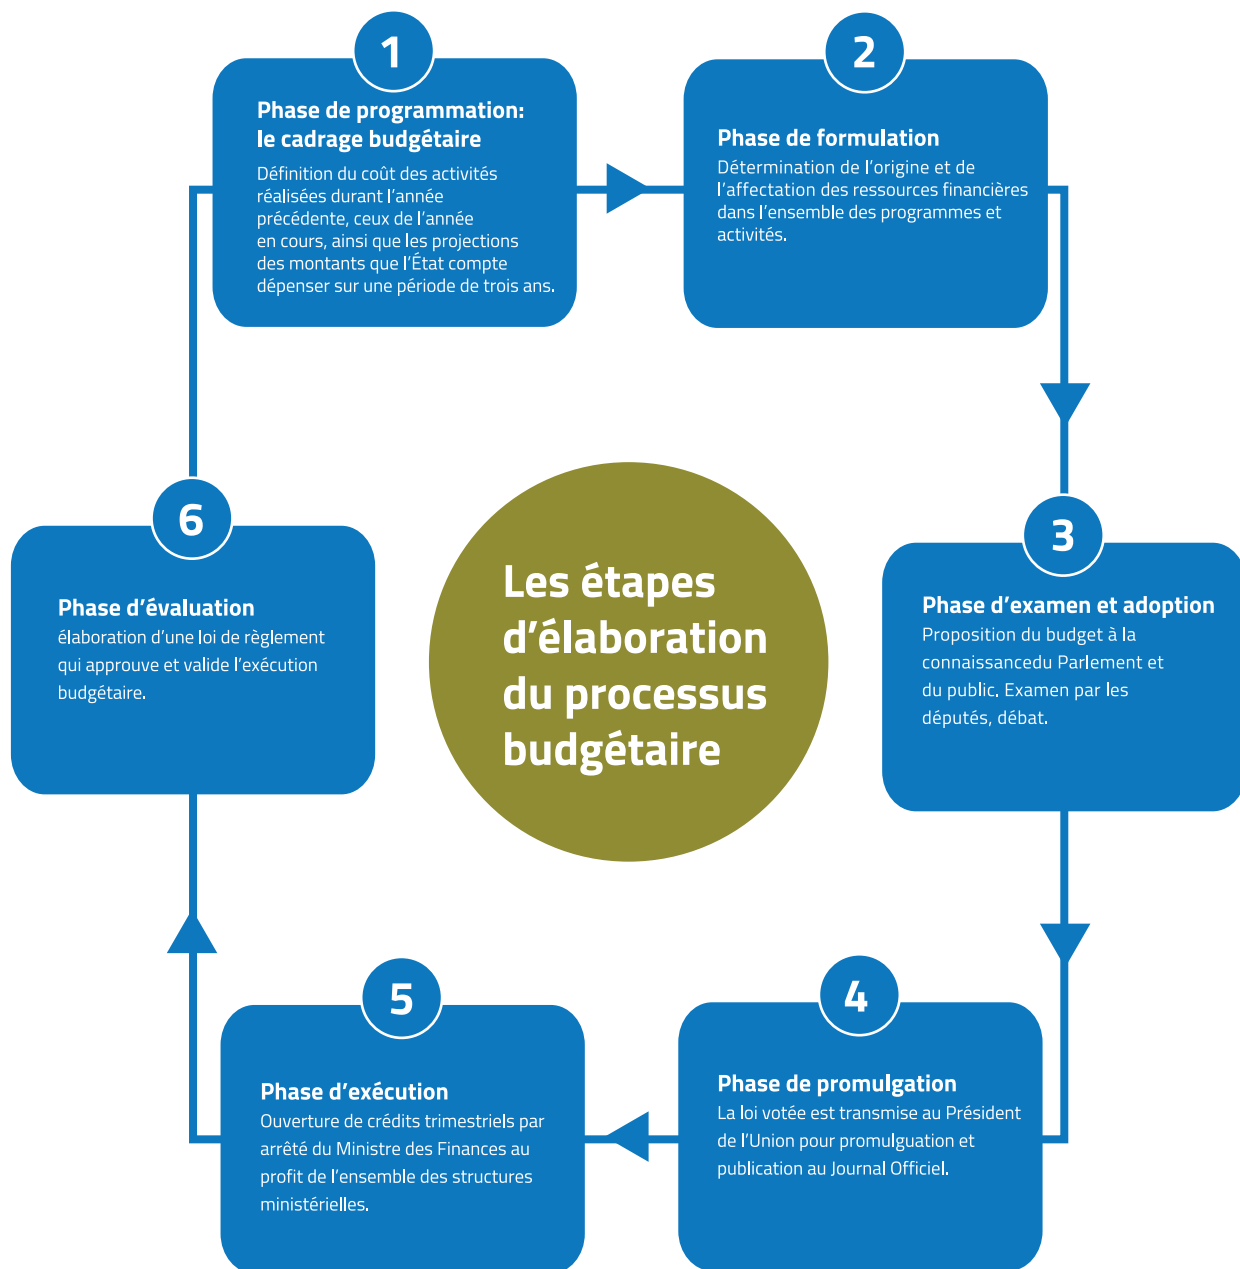 1
Phase de programmation:
le cadrage budgétaire
Définition du coût des activités
réalisées durant l'année
précédente, ceux de l'année
en cours, ainsi que les projections
des montants que l'État compte
dépenser sur une période de trois ans.
2
Phase de formulation
Détermination de l'origine et de
l'affectation des ressources financières
dans l'ensemble des programmes et
activités.
3
Phase d'examen et adoption
Proposition du budget à la
connaissancedu Parlement et
du public. Examen par les
députés, débat.
4
Phase de promulgation
La loi votée est transmise au Président
de l'Union pour promulguation et
publication au Journal Officiel.
5
Phase d'exécution
Ouverture de crédits trimestriels par
arrêté du Ministre des Finances au
profit de l'ensemble des structures
ministérielles.
6
Phase d'évaluation
élaboration d'une loi de règlement
qui approuve et valide l'exécution
budgétaire.
Les étapes
d'élaboration
du processus
budgétaire